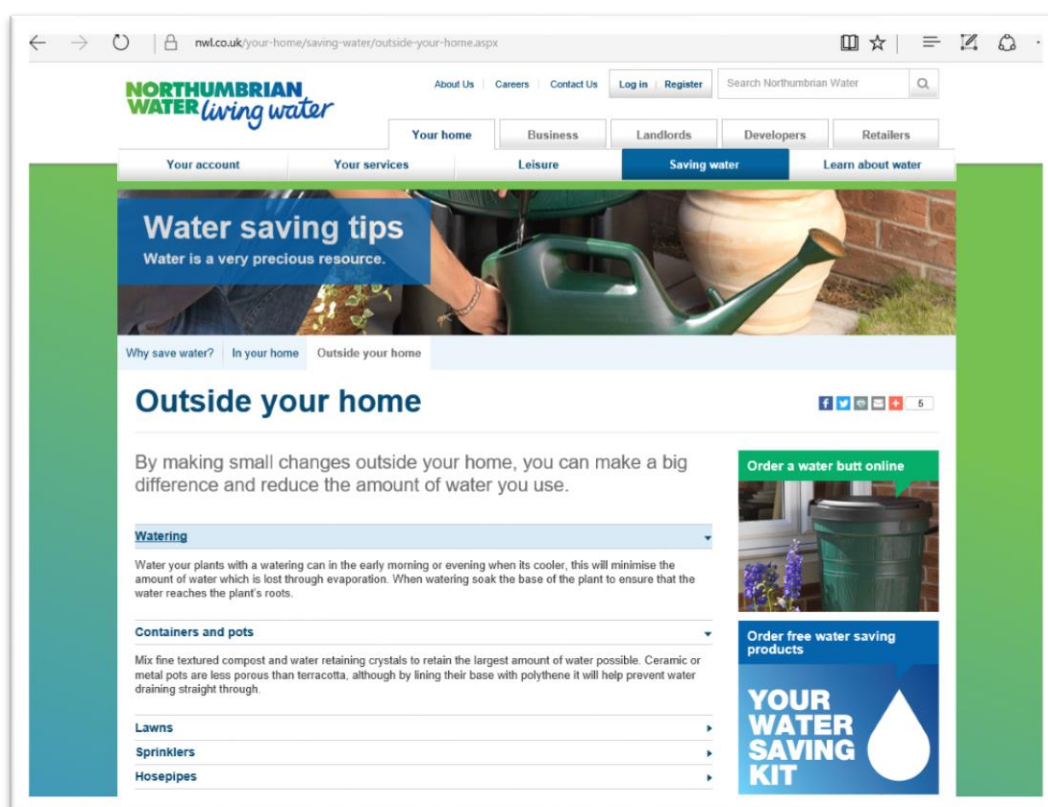 nwl.co.uk/your-home/saving-water/outside-your-home.aspx
NORTHUMBRIAN
WATER living water
About Us
Careers
Contact Us
Log in
Register
Search Northumbrian Water
Your home
Business
Landlords
Developers
Retailers
Your account
Your services
Leisure
Saving water
Learn about water
Water saving tips
Water is a very precious resource.
Why save water?
In your home
Outside your home
Outside your home
5
By making small changes outside your home, you can make a big
difference and reduce the amount of water you use.
Watering
Water your plants with a watering can in the early morning or evening when its cooler, this will minimise the
amount of water which is lost through evaporation. When watering soak the base of the plant to ensure that the
water reaches the plant's roots.
Containers and pots
Mix fine textured compost and water retaining crystals to retain the largest amount of water possible. Ceramic or
metal pots are less porous than terracotta, although by lining their base with polythene it will help prevent water
draining straight through.
Lawns
Sprinklers
Hosepipes
Order a water butt online
Order free water saving
products
YOUR
WATER
SAVING
KIT